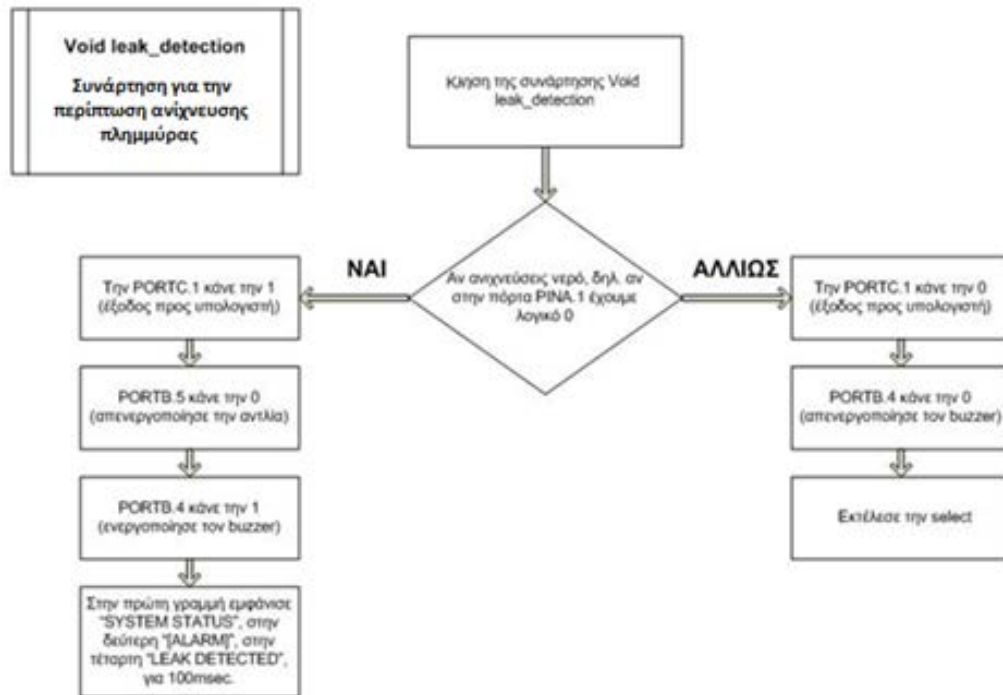 Void leak_detection
Συνάρτηση για την
περίπτωση ανίχνευσης
πλημμύρας
Κληση της συνάρτησης Void
leak_detection
Αν ανιχνεύσεις νερό, δηλ. αν
στην πόρτα PINA.1 έχουμε
λογικό 0
ΝΑΙ
ΑΛΛΙΩΣ
Την PORTC.1 κάνε την 1
(έξοδος προς υπολογιστή)
PORTB.5 κάνε την 0
(απενεργοποίησε την αντλία)
PORTB.4 κάνε την 1
(ενεργοποίησε τον buzzer)
Στην πρώτη γραμμή εμφάνισε
"SYSTEM STATUS", στην
δεύτερη "[ALARM]", στην
τέταρτη "LEAK DETECTED",
για 100msec.
Την PORTC.1 κάνε την 0
(έξοδος προς υπολογιστή)
PORTB.4 κάνε την 0
(απενεργοποίησε τον buzzer)
Εκτέλεσε την select